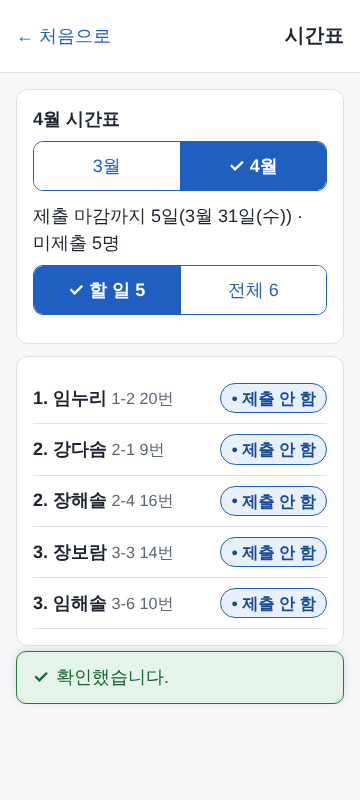 ← 처음으로
시간표
4월 시간표
3월
✓ 4월
제출 마감까지 5일(3월 31일(수)) ·
미제출 5명
✓ 할 일 5
전체 6
1. 임누리 1-2 20번 • 제출 안 함
2. 강다솜 2-1 9번 • 제출 안 함
2. 장해솔 2-4 16번 • 제출 안 함
3. 장보람 3-3 14번 • 제출 안 함
3. 임해솔 3-6 10번 • 제출 안 함
✓ 확인했습니다.